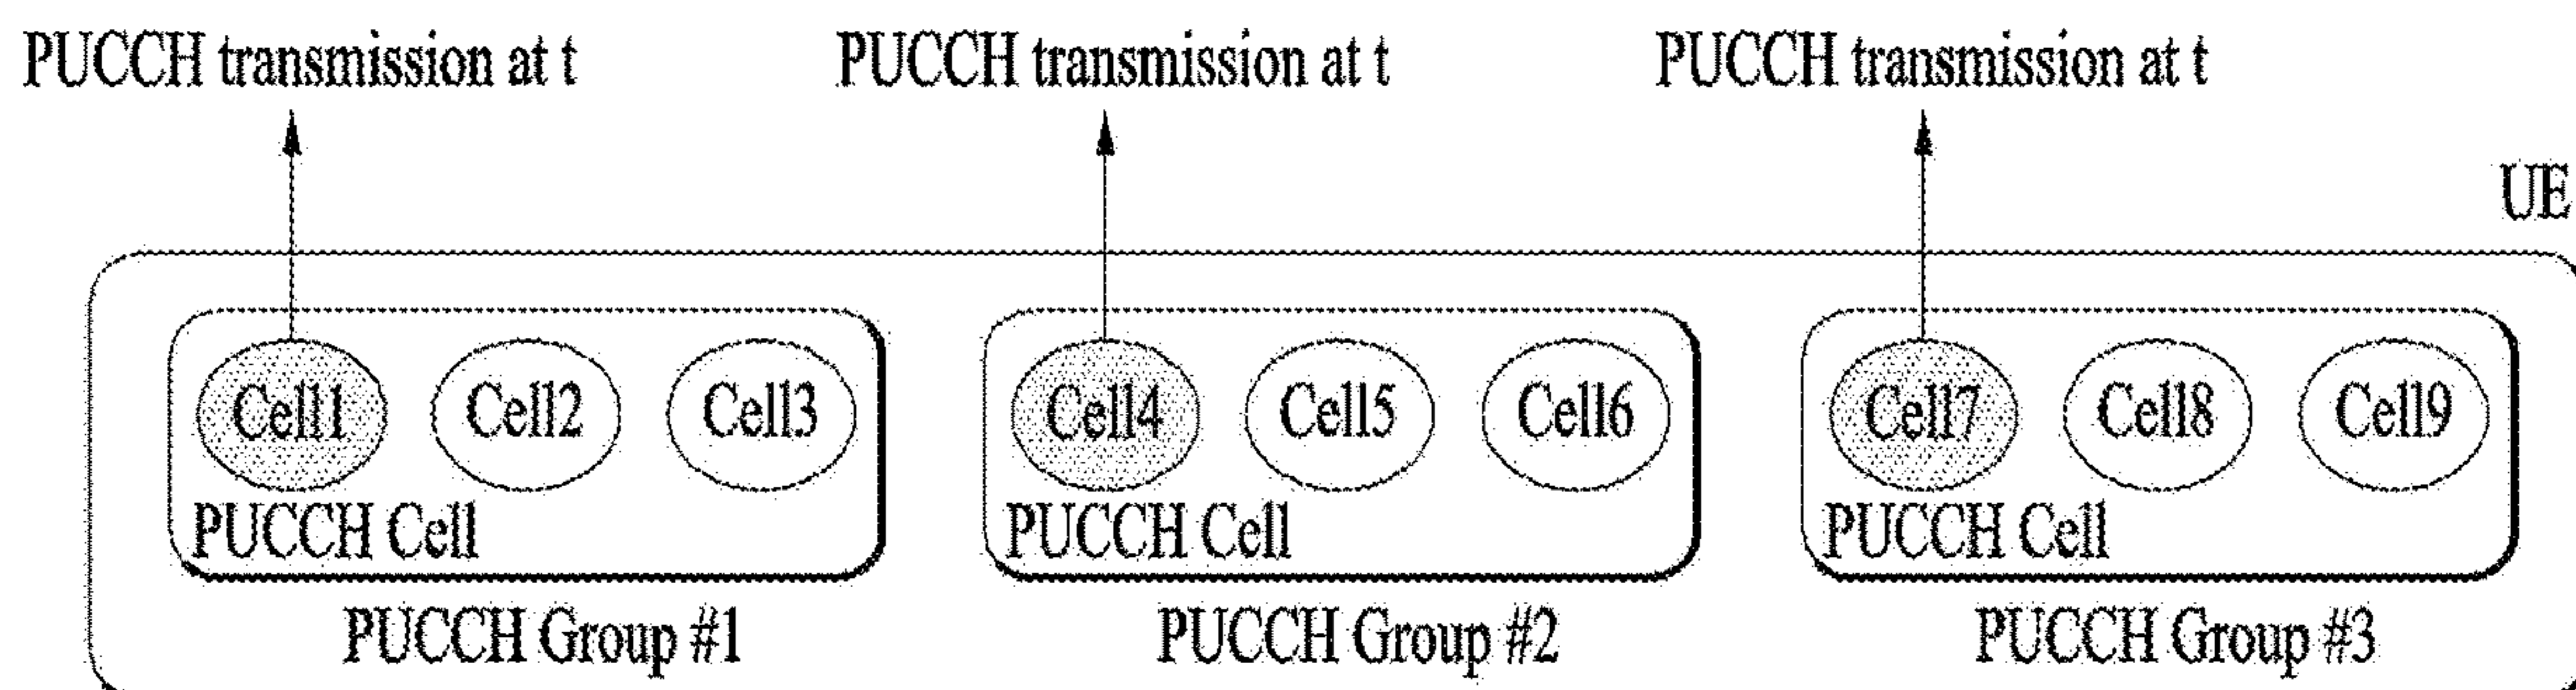 PUCCH transmission at t PUCCH transmission at t PUCCH transmission at t
UE
Cell1 Cell2 Cell3 Cell4 Cell5 Cell6 Cell7 Cell8 Cell9
PUCCH Cell PUCCH Cell PUCCH Cell
PUCCH Group #1 PUCCH Group #2 PUCCH Group #3